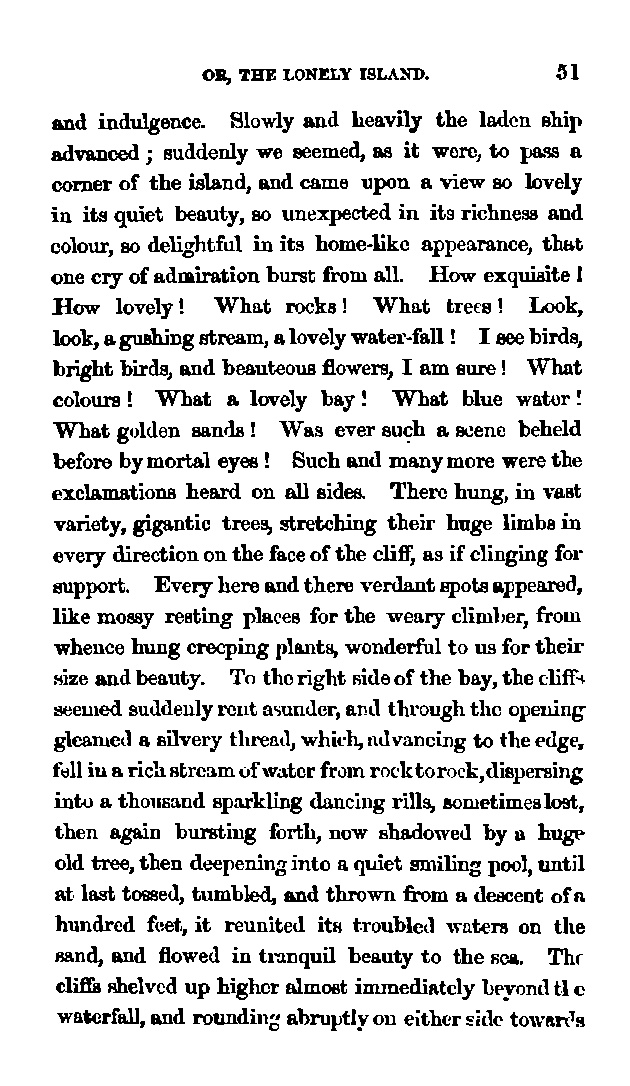 OR, THE LONELY ISLAND. 51
and indulgence. Slowly and heavily the laden ship
advanced; suddenly we seemed, as it were, to pass a
corner of the island, and came upon a view so lovely
in its quiet beauty, so unexpected in its richness and
colour, so delightful in its home-like appearance, that
one cry of admiration burst from all. How exquisite!
How lovely! What rocks! What trees! Look,
look, a gushing stream, a lovely water-fall! I see birds,
bright birds, and beauteous flowers, I am sure! What
colours! What a lovely bay! What blue water!
What golden sands! Was ever such a scene beheld
before by mortal eyes! Such and many more were the
exclamations heard on all sides. There hung, in vast
variety, gigantic trees, stretching their huge limbs in
every direction on the face of the cliff, as if clinging for
support. Every here and there verdant spots appeared,
like mossy resting places for the weary climber, from
whence hung creeping plants, wonderful to us for their
size and beauty. To the right side of the bay, the cliffs
seemed suddenly rent asunder, and through the opening
gleamed a silvery thread, which, advancing to the edge,
fell in a rich stream of water from rock to rock, dispersing
into a thousand sparkling dancing rills, sometimes lost,
then again bursting forth, now shadowed by a huge
old tree, then deepening into a quiet smiling pool, until
at last tossed, tumbled, and thrown from a descent of a
hundred feet, it reunited its troubled waters on the
sand, and flowed in tranquil beauty to the sea. The
cliffs shelved up higher almost immediately beyond the
waterfall, and rounding abruptly on either side towards